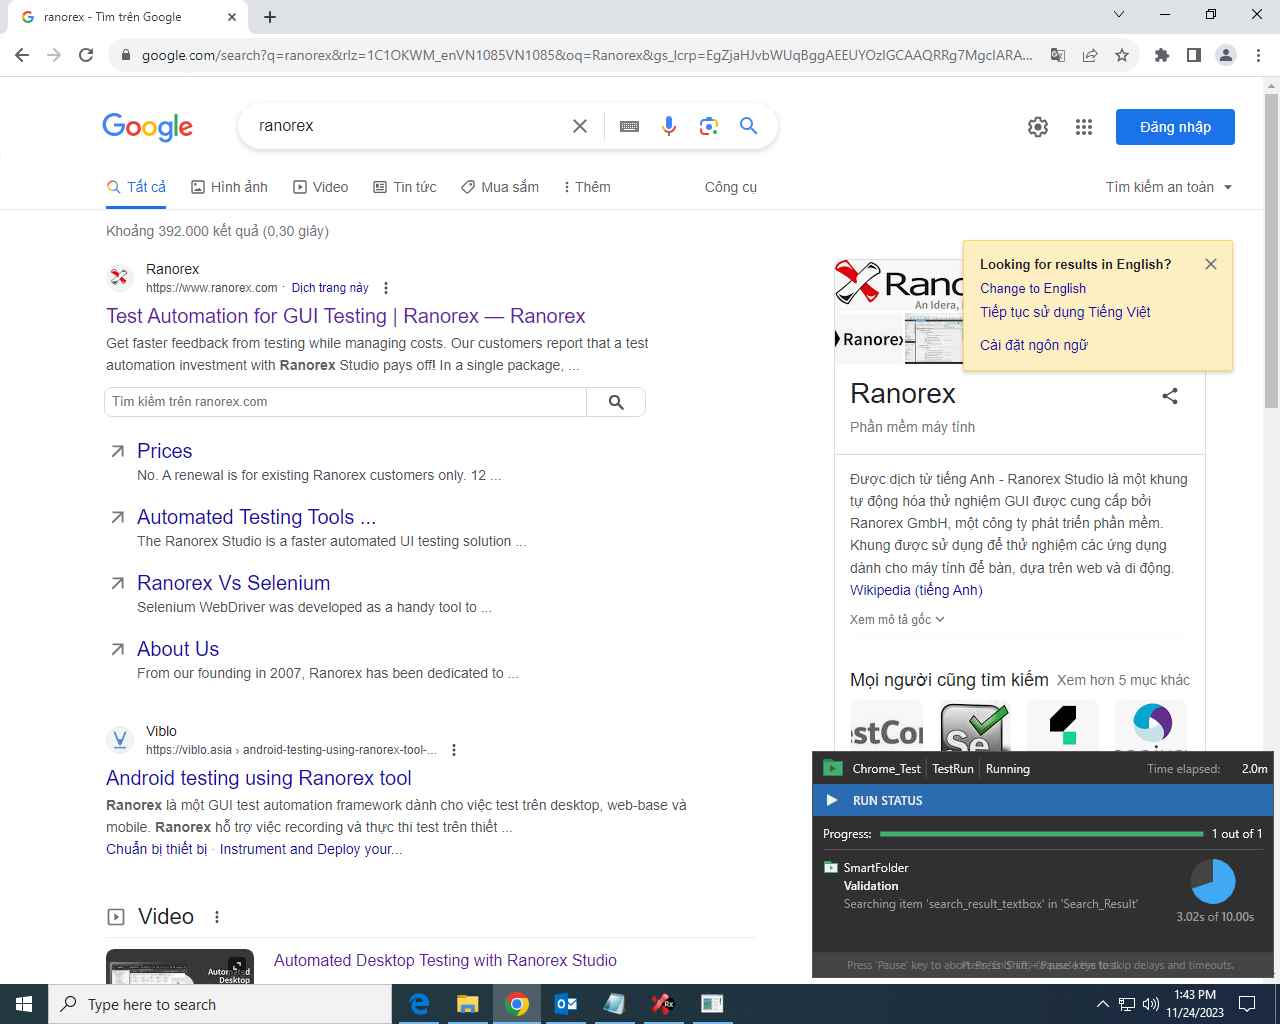 ranorex - Tìm trên Google
google.com/search?q=ranorex&rlz=1C1OKWM_enVN1085VN1085&oq=Ranorex&gs_lcrp=EgZjaHJvbWUqBggAEEUYOzIGCAAQRRg7MgcIARA...
Google
ranorex
Đăng nhập
Tất cả
Hình ảnh
Video
Tin tức
Mua sắm
Thêm
Công cụ
Tìm kiếm an toàn
Khoảng 392.000 kết quả (0,30 giây)
Ranorex
https://www.ranorex.com · Dịch trang này
Test Automation for GUI Testing | Ranorex — Ranorex
Get faster feedback from testing while managing costs. Our customers report that a test
automation investment with Ranorex Studio pays off! In a single package, ...
Tìm kiếm trên ranorex.com
Prices
No. A renewal is for existing Ranorex customers only. 12 ...
Automated Testing Tools ...
The Ranorex Studio is a faster automated UI testing solution ...
Ranorex Vs Selenium
Selenium WebDriver was developed as a handy tool to ...
About Us
From our founding in 2007, Ranorex has been dedicated to ...
Viblo
https://viblo.asia › android-testing-using-ranorex-tool-...
Android testing using Ranorex tool
Ranorex là một GUI test automation framework dành cho việc test trên desktop, web-base và
mobile. Ranorex hỗ trợ việc recording và thực thi test trên thiết ...
Chuẩn bị thiết bị · Instrument and Deploy your...
Video
Automated
Desktop
Automated Desktop Testing with Ranorex Studio
Looking for results in English?
Change to English
Tiếp tục sử dụng Tiếng Việt
Cài đặt ngôn ngữ
An Idera,
Ranorex
Ranorex
Phần mềm máy tính
Được dịch từ tiếng Anh - Ranorex Studio là một khung
tự động hóa thử nghiệm GUI được cung cấp bởi
Ranorex GmbH, một công ty phát triển phần mềm.
Khung được sử dụng để thử nghiệm các ứng dụng
dành cho máy tính để bàn, dựa trên web và di động.
Wikipedia (tiếng Anh)
Xem mô tả gốc
Mọi người cũng tìm kiếm
Xem hơn 5 mục khác
estCor
Se
Chrome_Test
TestRun
Running
Time elapsed: 2.0m
RUN STATUS
Progress: 1 out of 1
SmartFolder
Validation
Searching item 'search_result_textbox' in 'Search_Result'
3.02s of 10.00s
Press 'Pause' key to abort
skip delays and timeouts.
Type here to search
1:43 PM
11/24/2023